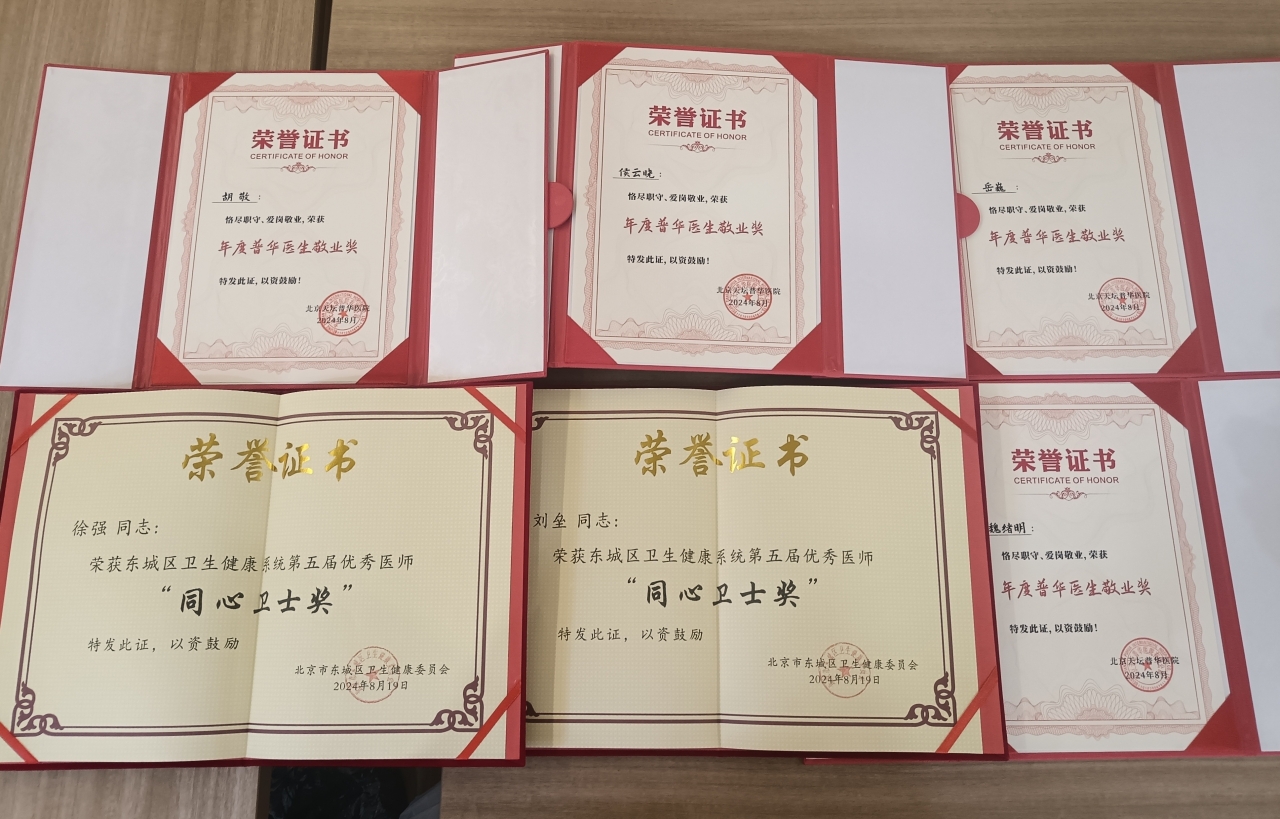 荣誉证书
CERTIFICATE OF HONOR
胡敬：
恪尽职守、爱岗敬业，荣获
年度普华医生敬业奖
特发此证，以资鼓励！
北京天坛普华医院
2024年8月
荣誉证书
CERTIFICATE OF HONOR
侯云晓：
恪尽职守、爱岗敬业，荣获
年度普华医生敬业奖
特发此证，以资鼓励！
北京天坛普华医院
2024年8月
荣誉证书
CERTIFICATE OF HONOR
岳巍：
恪尽职守、爱岗敬业，荣获
年度普华医生敬业奖
特发此证，以资鼓励！
北京天坛普华医院
2024年8月
荣誉证书
徐强 同志：
荣获东城区卫生健康系统第五届优秀医师
“同心卫士奖”
特发此证，以资鼓励
北京市东城区卫生健康委员会
2024年8月19日
荣誉证书
刘垒 同志：
荣获东城区卫生健康系统第五届优秀医师
“同心卫士奖”
特发此证，以资鼓励
北京市东城区卫生健康委员会
2024年8月19日
荣誉证书
CERTIFICATE OF HONOR
魏绪明：
恪尽职守、爱岗敬业，荣获
年度普华医生敬业奖
特发此证，以资鼓励！
北京天坛普华医院
2024年8月